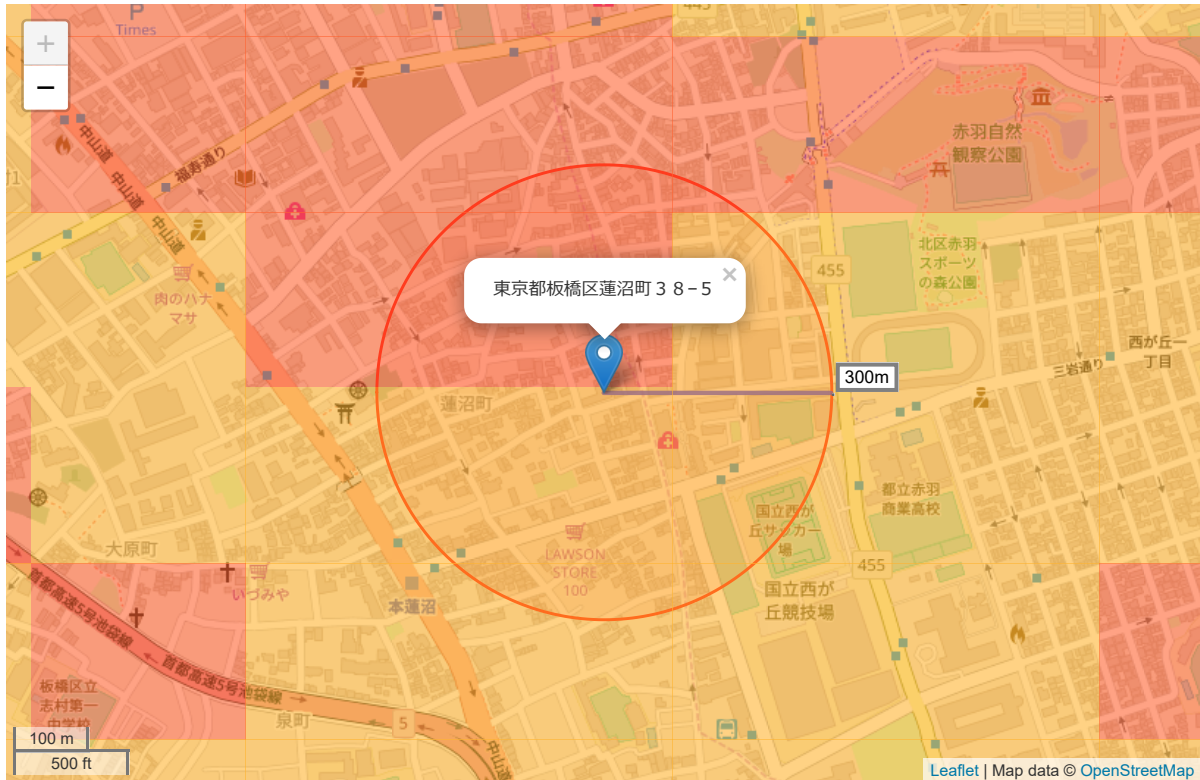 Times
445
+
−
中山道
福寿通り
赤羽自然
観察公園
中山道
中山道
肉のハナ
マサ
455
北区赤羽
スポーツ
の森公園
×
東京都板橋区蓮沼町３８−５
西が丘一
丁目
三岩通り
300m
蓮沼町
国立西が
丘サッカー
場
都立赤羽
商業高校
大原町
LAWSON
STORE
100
455
首都高速5号池袋線
いづみや
本蓮沼
国立西が
丘競技場
首都高速5号池袋線
板橋区立
志村第一
中学校
泉町
5
中山道
100 m
500 ft
Leaflet | Map data © OpenStreetMap